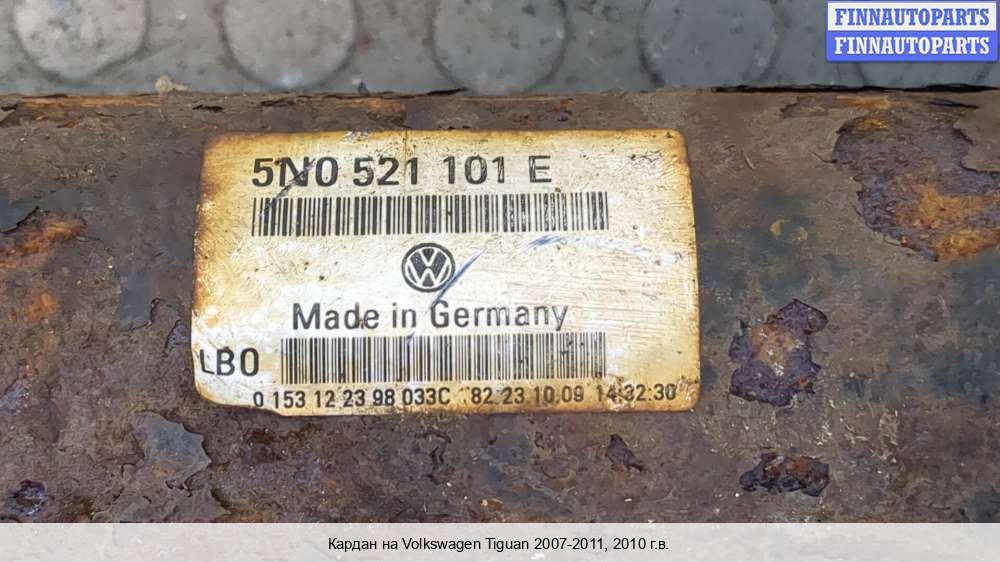 FINNAUTOPARTS
FINNAUTOPARTS
5N0 521 101 E
Made in Germany
LB0
0 153 12 23 98 033C 82 23.10.09 14:32:30
Кардан на Volkswagen Tiguan 2007-2011, 2010 г.в.